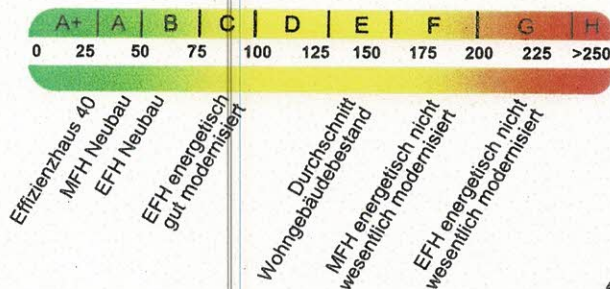 A+ A B C D E F G H
0 25 50 75 100 125 150 175 200 225 >250
Effizienzhaus 40
MFH Neubau
EFH Neubau
EFH energetisch
gut modernisiert
Durchschnitt
Wohngebäudebestand
MFH energetisch nicht
wesentlich modernisiert
EFH energetisch nicht
wesentlich modernisiert